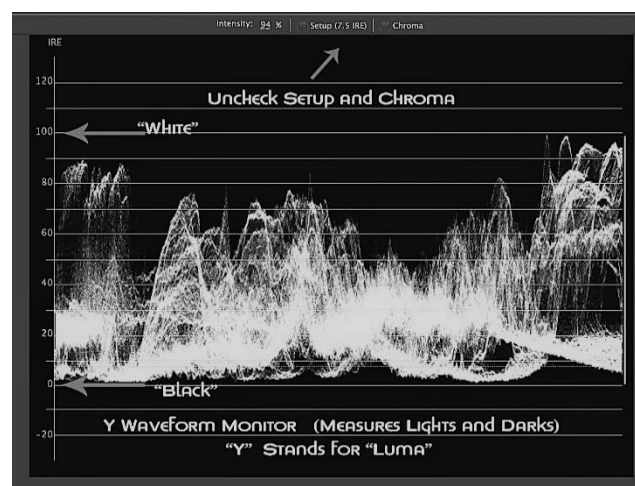 Intensity: 94 % Setup (7.5 IRE) Chroma
IRE
120
Uncheck Setup and Chroma
100
"White"
80
60
40
20
0
"Black"
Y Waveform Monitor (Measures Lights and Darks)
-20
"Y" Stands for "Luma"